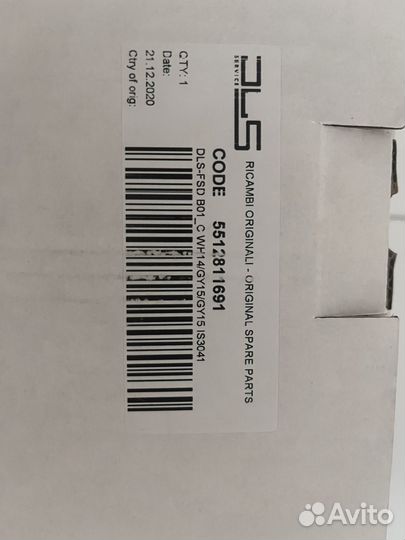 DLS
SERVICE
RICAMBI ORIGINALI - ORIGINAL SPARE PARTS
CODE 5512811691
DLS-FSD B01_C WH14/GY15/GY15 IS3041
QTY: 1
Date:
21.12.2020
Ctry of orig:
Avito